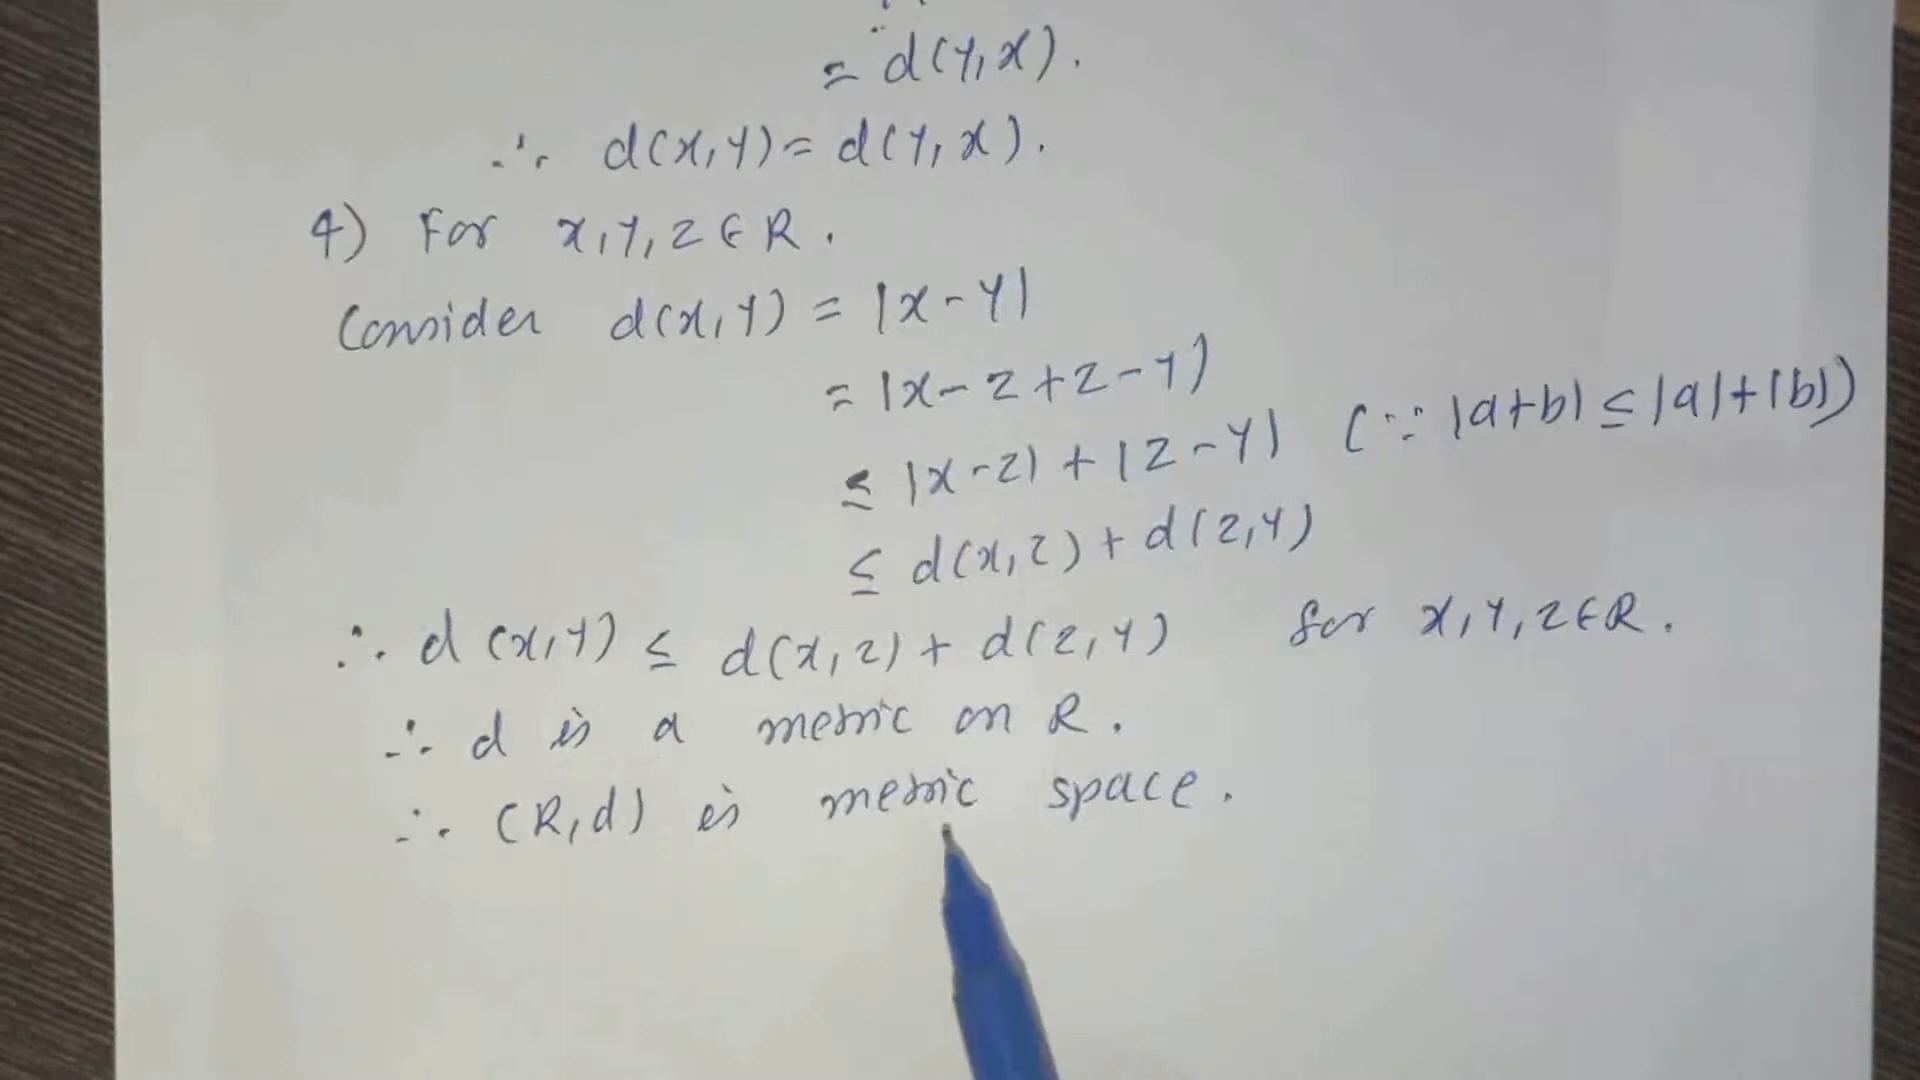 = d(y,x).
∴ d(x,y) = d(y,x).
4) For x,y,z ∈ R.
Consider d(x,y) = |x-y|
= |x-z+z-y|
≤ |x-z| + |z-y| (∵ |a+b| ≤ |a|+|b|)
≤ d(x,z) + d(z,y)
∴ d(x,y) ≤ d(x,z) + d(z,y) for x,y,z ∈ R.
∴ d is a metric on R.
∴ (R,d) is metric space.